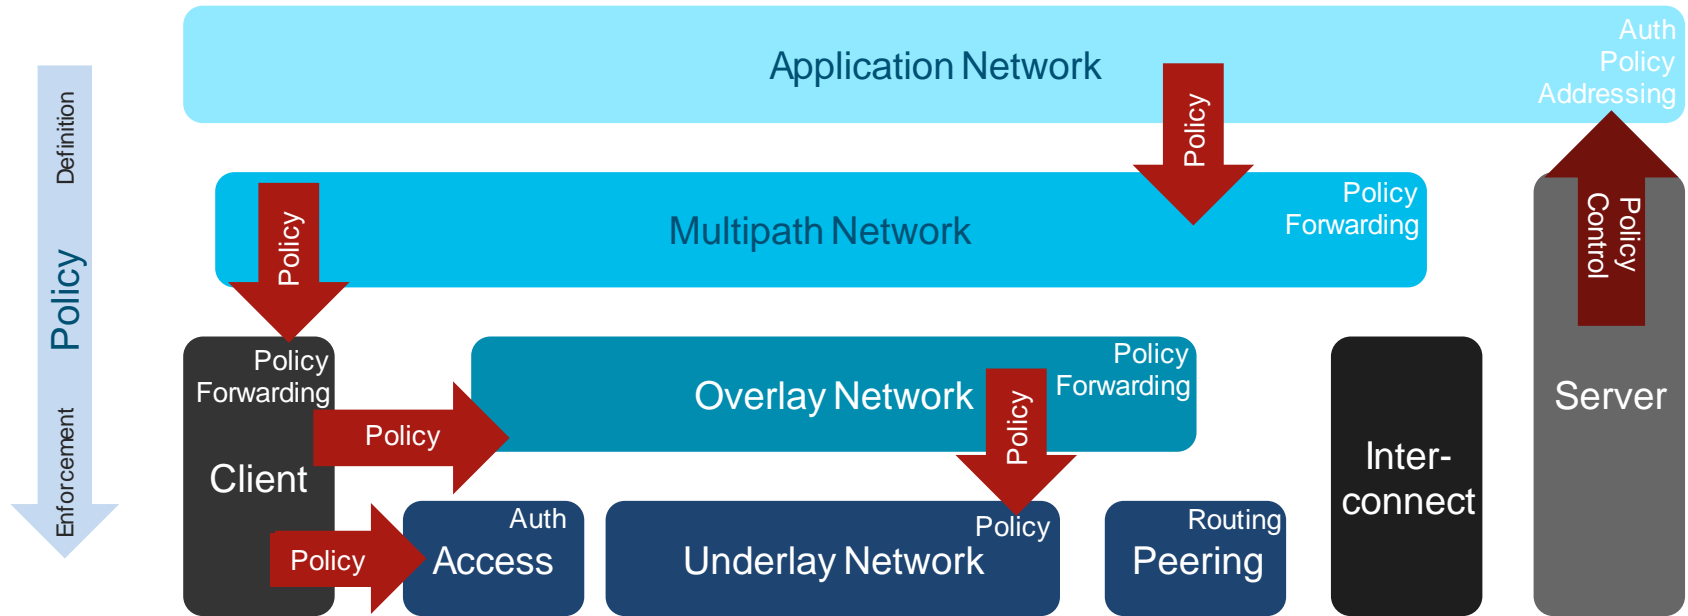 Application Network
Auth
Policy
Addressing
Policy
Definition
Policy
Enforcement
Multipath Network
Policy
Forwarding
Policy
Policy
Control
Client
Policy
Forwarding
Policy
Policy
Overlay Network
Policy
Forwarding
Policy
Inter-
connect
Server
Auth
Access
Policy
Underlay Network
Routing
Peering